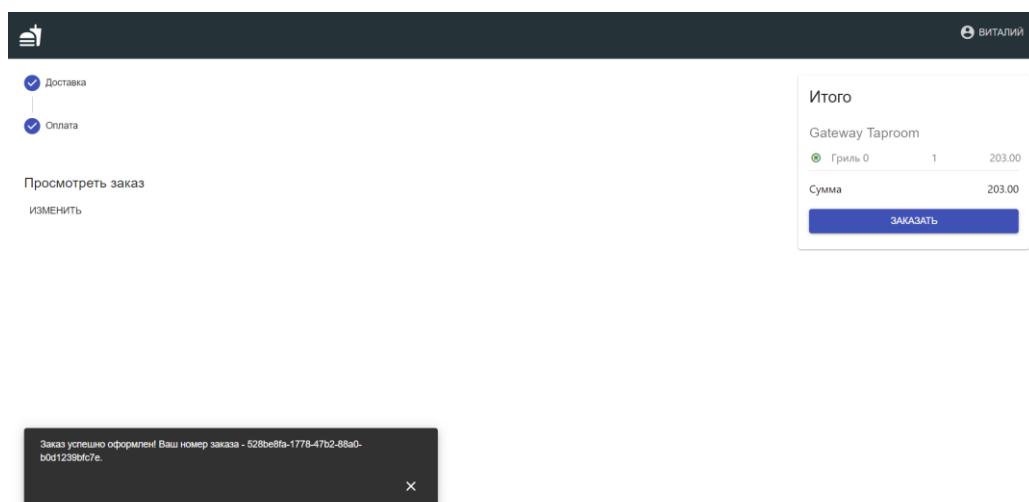 ВИТАЛИЙ
Доставка
Оплата
Просмотреть заказ
ИЗМЕНИТЬ
Итого
Gateway Taproom
Гриль 0 1 203.00
Сумма 203.00
ЗАКАЗАТЬ
Заказ успешно оформлен! Ваш номер заказа - 528be8fa-1778-47b2-88a0-
b0d1239bfc7e.